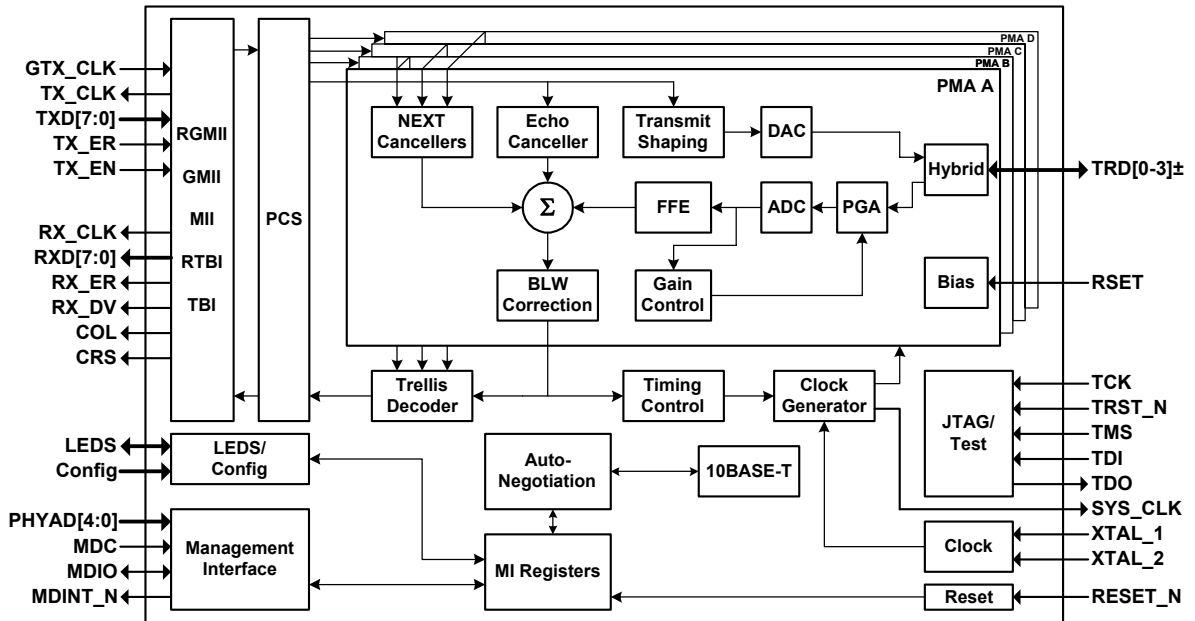 GTX_CLK
TX_CLK
TXD[7:0]
TX_ER
TX_EN
RX_CLK
RXD[7:0]
RX_ER
RX_DV
COL
CRS
LEDS
Config
PHYAD[4:0]
MDC
MDIO
MDINT_N
RGMII
GMII
MII
RTBI
TBI
PCS
PMA D
PMA C
PMA B
PMA A
NEXT
Cancellers
Echo
Canceller
Transmit
Shaping
DAC
Hybrid
Σ
FFE
ADC
PGA
BLW
Correction
Gain
Control
Bias
Trellis
Decoder
Timing
Control
Clock
Generator
JTAG/
Test
LEDS/
Config
Auto-
Negotiation
10BASE-T
Management
Interface
MI Registers
Clock
Reset
TRD[0-3]±
RSET
TCK
TRST_N
TMS
TDI
TDO
SYS_CLK
XTAL_1
XTAL_2
RESET_N